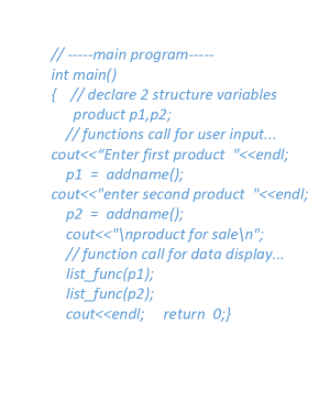 // -----main program-----
int main()
{ // declare 2 structure variables
product p1,p2;
// functions call for user input...
cout<<“Enter first product "<<endl;
p1 = addname();
cout<<"enter second product "<<endl;
p2 = addname();
cout<<"\nproduct for sale\n";
// function call for data display...
list_func(p1);
list_func(p2);
cout<<endl; return 0;}